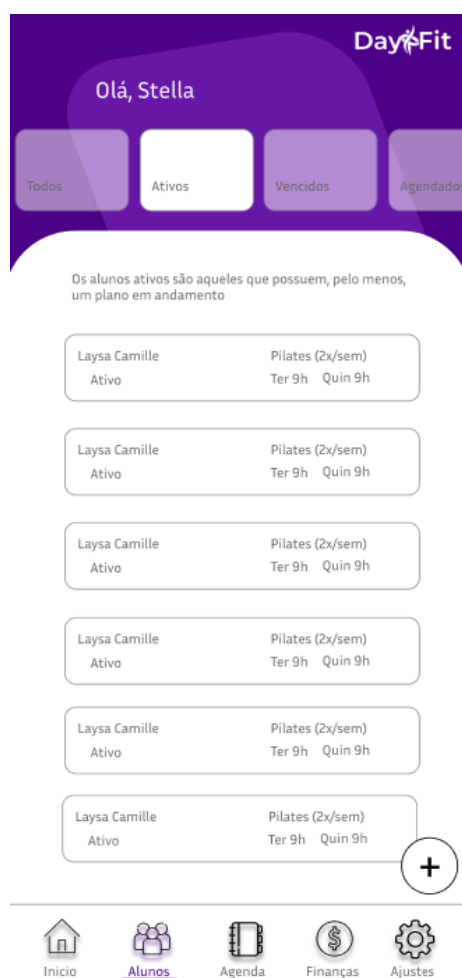 DayFit
Olá, Stella
Todos
Ativos
Vencidos
Agendados
Os alunos ativos são aqueles que possuem, pelo menos,
um plano em andamento
Laysa Camille Pilates (2x/sem)
Ativo Ter 9h Quin 9h
Laysa Camille Pilates (2x/sem)
Ativo Ter 9h Quin 9h
Laysa Camille Pilates (2x/sem)
Ativo Ter 9h Quin 9h
Laysa Camille Pilates (2x/sem)
Ativo Ter 9h Quin 9h
Laysa Camille Pilates (2x/sem)
Ativo Ter 9h Quin 9h
Laysa Camille Pilates (2x/sem)
Ativo Ter 9h Quin 9h
+
Inicio
Alunos
Agenda
Finanças
Ajustes